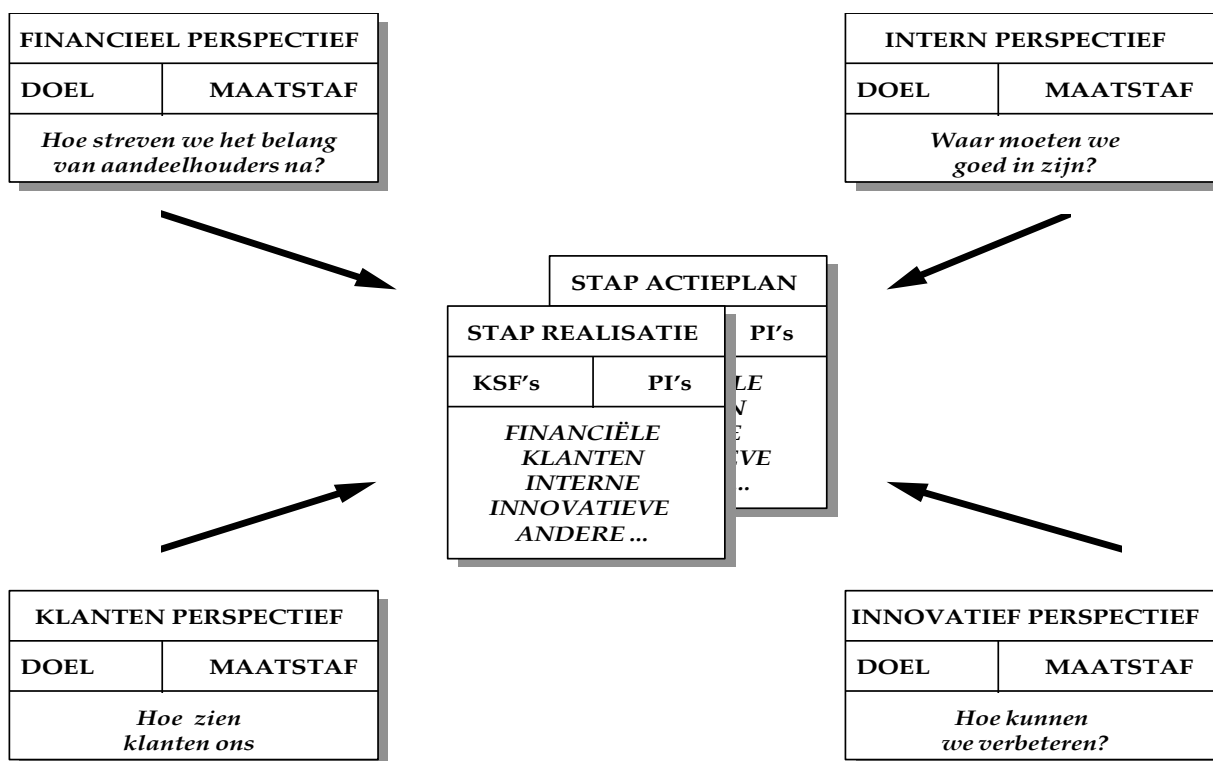 FINANCIEEL PERSPECTIEF
DOEL MAATSTAF
Hoe streven we het belang
van aandeelhouders na?
INTERN PERSPECTIEF
DOEL MAATSTAF
Waar moeten we
goed in zijn?
STAP ACTIEPLAN
PI's
STAP REALISATIE
KSF's PI's
FINANCIËLE
KLANTEN
INTERNE
INNOVATIEVE
ANDERE ...
LE
N
E
EVE
..
KLANTEN PERSPECTIEF
DOEL MAATSTAF
Hoe zien
klanten ons
INNOVATIEF PERSPECTIEF
DOEL MAATSTAF
Hoe kunnen
we verbeteren?